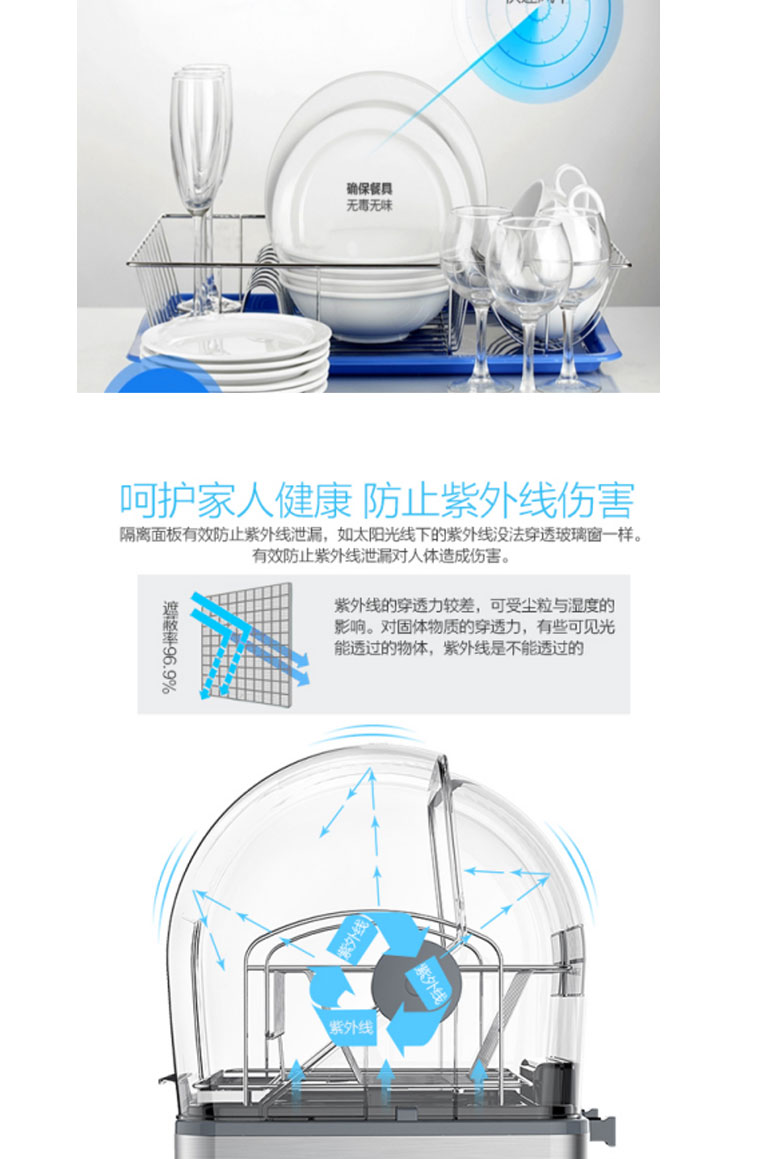 确保餐具
无毒无味
呵护家人健康 防止紫外线伤害
隔离面板有效防止紫外线泄漏，如太阳光线下的紫外线没法穿透玻璃窗一样。
有效防止紫外线泄漏对人体造成伤害。
遮蔽率96.9%
紫外线的穿透力较差，可受尘粒与湿度的
影响。对固体物质的穿透力，有些可见光
能透过的物体，紫外线是不能透过的
紫外线
紫外线
紫外线